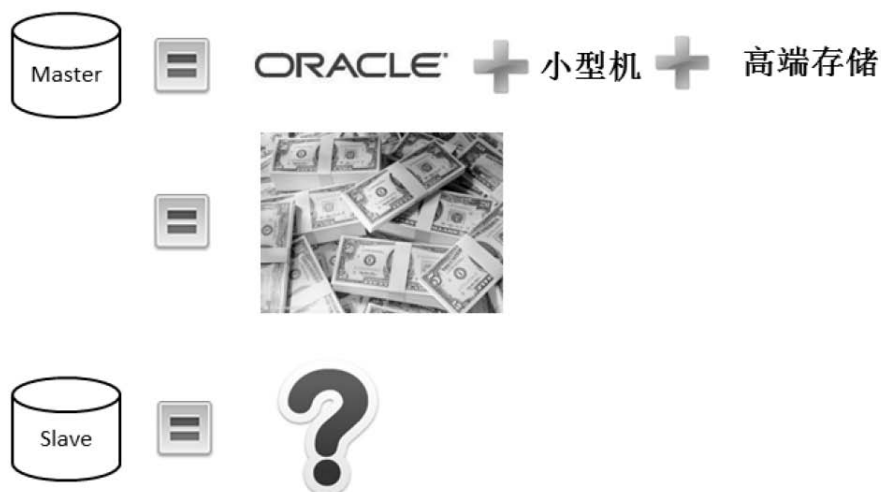 Master = ORACLE + 小型机 + 高端存储
=
Slave = ?